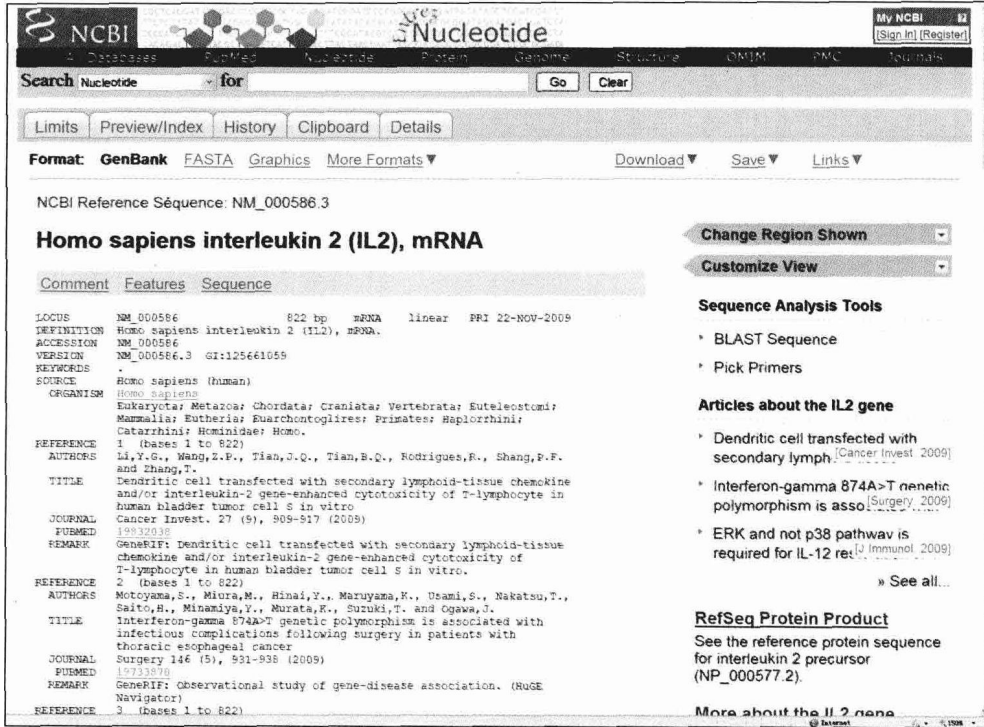 NCBI
Entrez
Nucleotide
My NCBI
[Sign In] [Register]
All Databases PubMed Nucleotide Protein Genome Structure OMIM PMC Journals
Search Nucleotide for Go Clear
Limits Preview/Index History Clipboard Details
Format: GenBank FASTA Graphics More Formats▼ Download▼ Save▼ Links▼
NCBI Reference Séquence: NM_000586.3
Homo sapiens interleukin 2 (IL2), mRNA
Comment Features Sequence
LOCUS NM_000586 822 bp mRNA linear PRI 22-NOV-2009
DEFINITION Homo sapiens interleukin 2 (IL2), mRNA.
ACCESSION NM_000586
VERSION NM_000586.3 GI:125661059
KEYWORDS .
SOURCE Homo sapiens (human)
ORGANISM Homo sapiens
Eukaryota; Metazoa; Chordata; Craniata; Vertebrata; Euteleostomi;
Mammalia; Eutheria; Euarchontoglires; Primates; Haplorrhini;
Catarrhini; Hominidae; Homo.
REFERENCE 1 (bases 1 to 822)
AUTHORS Li,Y.G., Wang,Z.P., Tian,J.Q., Tian,B.Q., Rodrigues,R., Shang,P.F.
and Zhang,T.
TITLE Dendritic cell transfected with secondary lymphoid-tissue chemokine
and/or interleukin-2 gene-enhanced cytotoxicity of T-lymphocyte in
human bladder tumor cell S in vitro
JOURNAL Cancer Invest. 27 (9), 909-917 (2009)
PUBMED 19832038
REMARK GeneRIF: Dendritic cell transfected with secondary lymphoid-tissue
chemokine and/or interleukin-2 gene-enhanced cytotoxicity of
T-lymphocyte in human bladder tumor cell S in vitro.
REFERENCE 2 (bases 1 to 822)
AUTHORS Motoyama,S., Miura,M., Hinai,Y., Maruyama,K., Usami,S., Nakatsu,T.,
Saito,H., Minamiya,Y., Murata,K., Suzuki,T. and Ogawa,J.
TITLE Interferon-gamma 874A>T genetic polymorphism is associated with
infectious complications following surgery in patients with
thoracic esophageal cancer
JOURNAL Surgery 146 (5), 931-938 (2009)
PUBMED 19733870
REMARK GeneRIF: Observational study of gene-disease association. (HuGE
Navigator)
REFERENCE 3 (bases 1 to 822)
Change Region Shown
Customize View
Sequence Analysis Tools
BLAST Sequence
Pick Primers
Articles about the IL2 gene
Dendritic cell transfected with
secondary lymph [Cancer Invest. 2009]
Interferon-gamma 874A>T genetic
polymorphism is asso [Surgery. 2009]
ERK and not p38 pathway is
required for IL-12 res [J Immunol. 2009]
» See all...
RefSeq Protein Product
See the reference protein sequence
for interleukin 2 precursor
(NP_000577.2).
More about the IL2 gene
Internet 150%